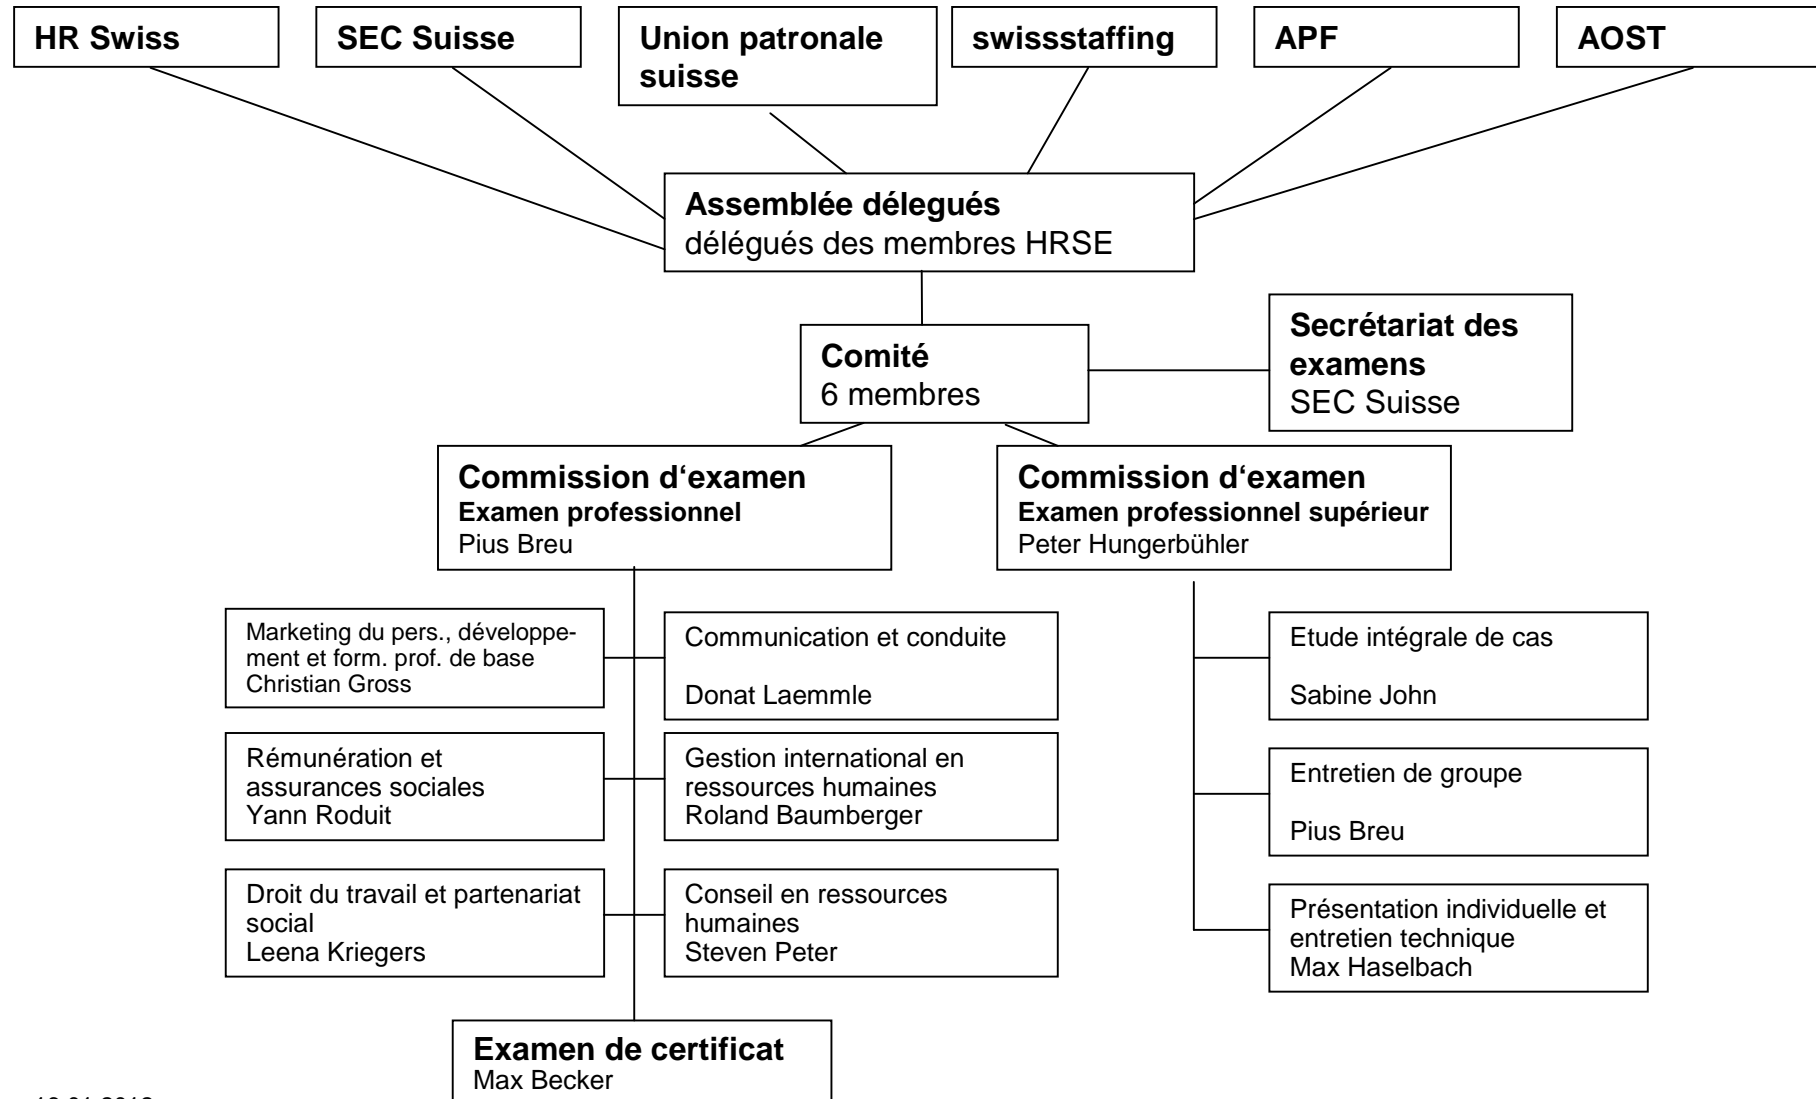 HR Swiss
SEC Suisse
Union patronale
suisse
swissstaffing
APF
AOST
Assemblée délegués
délégués des membres HRSE
Comité
6 membres
Secrétariat des
examens
SEC Suisse
Commission d‘examen
Examen professionnel
Pius Breu
Commission d‘examen
Examen professionnel supérieur
Peter Hungerbühler
Marketing du pers., développe-
ment et form. prof. de base
Christian Gross
Communication et conduite
Donat Laemmle
Rémunération et
assurances sociales
Yann Roduit
Gestion international en
ressources humaines
Roland Baumberger
Droit du travail et partenariat
social
Leena Kriegers
Conseil en ressources
humaines
Steven Peter
Etude intégrale de cas
Sabine John
Entretien de groupe
Pius Breu
Présentation individuelle et
entretien technique
Max Haselbach
Examen de certificat
Max Becker